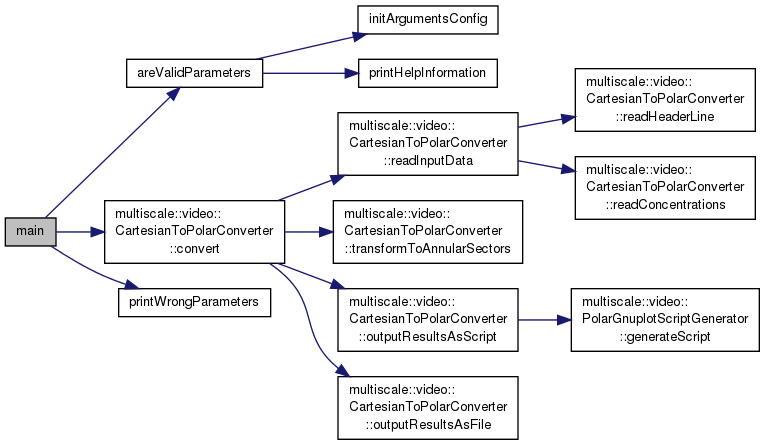 initArgumentsConfig
areValidParameters
printHelpInformation
multiscale::video::
CartesianToPolarConverter
::readHeaderLine
multiscale::video::
CartesianToPolarConverter
::readInputData
multiscale::video::
CartesianToPolarConverter
::readConcentrations
main
multiscale::video::
CartesianToPolarConverter
::convert
multiscale::video::
CartesianToPolarConverter
::transformToAnnularSectors
printWrongParameters
multiscale::video::
CartesianToPolarConverter
::outputResultsAsScript
multiscale::video::
PolarGnuplotScriptGenerator
::generateScript
multiscale::video::
CartesianToPolarConverter
::outputResultsAsFile